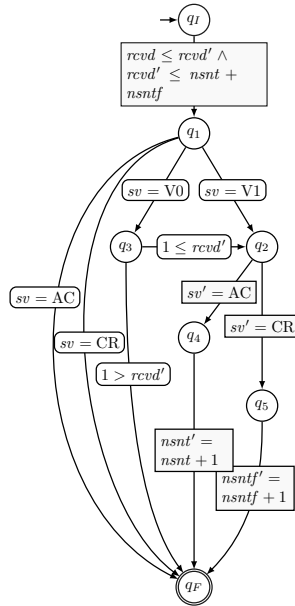 q_I
rcvd ≤ rcvd′ ∧
rcvd′ ≤ nsnt +
nsntf
q_1
sv = V0
sv = V1
q_3
1 ≤ rcvd′
q_2
sv′ = AC
sv = AC
sv′ = CR
q_4
sv = CR
1 > rcvd′
q_5
nsnt′ =
nsnt + 1
nsntf′ =
nsntf + 1
q_F